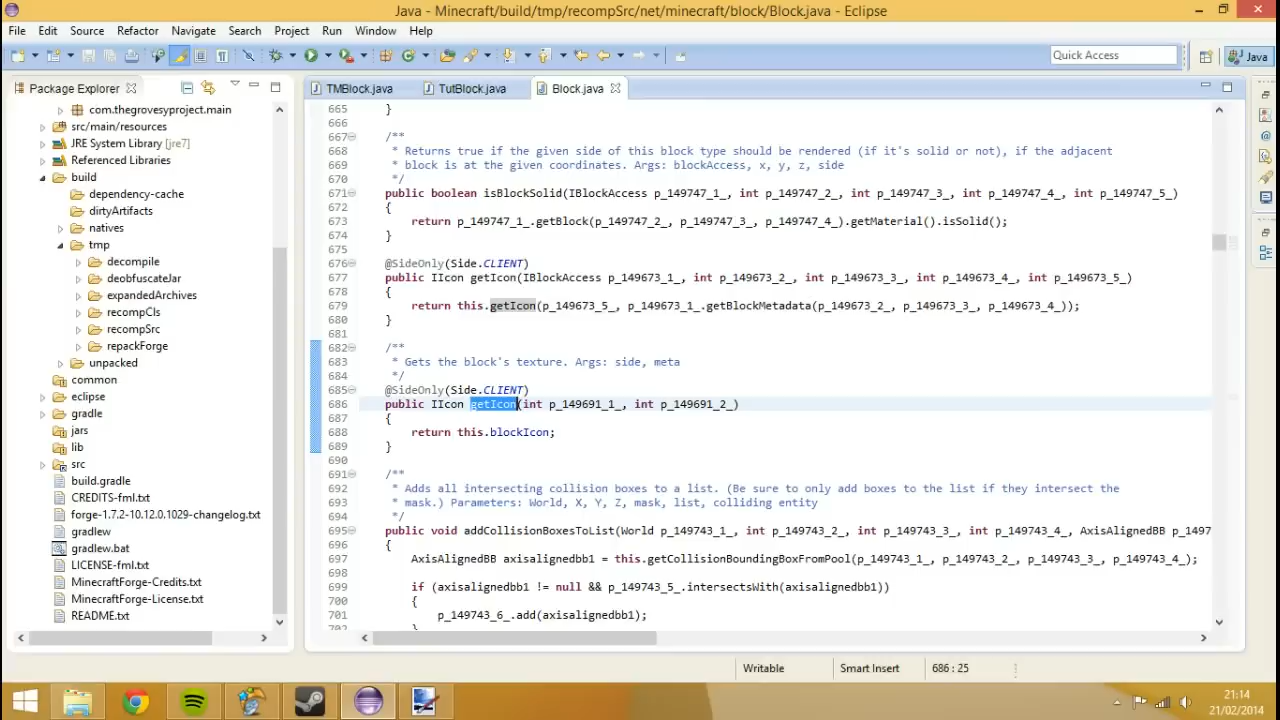 Java - Minecraft/build/tmp/recompSrc/net/minecraft/block/Block.java - Eclipse
File Edit Source Refactor Navigate Search Project Run Window Help
Quick Access
Java
Package Explorer
TMBlock.java TutBlock.java Block.java
com.thegrovesyproject.main
src/main/resources
JRE System Library [jre7]
Referenced Libraries
build
dependency-cache
dirtyArtifacts
natives
tmp
decompile
deobfuscateJar
expandedArchives
recompCls
recompSrc
repackForge
unpacked
common
eclipse
gradle
jars
lib
src
build.gradle
CREDITS-fml.txt
forge-1.7.2-10.12.0.1029-changelog.txt
gradlew
gradlew.bat
LICENSE-fml.txt
MinecraftForge-Credits.txt
MinecraftForge-License.txt
README.txt
665 }
666
667 /**
668 * Returns true if the given side of this block type should be rendered (if it's solid or not), if the adjacent
669 * block is at the given coordinates. Args: blockAccess, x, y, z, side
670 */
671 public boolean isBlockSolid(IBlockAccess p_149747_1_, int p_149747_2_, int p_149747_3_, int p_149747_4_, int p_149747_5_)
672 {
673 return p_149747_1_.getBlock(p_149747_2_, p_149747_3_, p_149747_4_).getMaterial().isSolid();
674 }
675
676 @SideOnly(Side.CLIENT)
677 public IIcon getIcon(IBlockAccess p_149673_1_, int p_149673_2_, int p_149673_3_, int p_149673_4_, int p_149673_5_)
678 {
679 return this.getIcon(p_149673_5_, p_149673_1_.getBlockMetadata(p_149673_2_, p_149673_3_, p_149673_4_));
680 }
681
682 /**
683 * Gets the block's texture. Args: side, meta
684 */
685 @SideOnly(Side.CLIENT)
686 public IIcon getIcon(int p_149691_1_, int p_149691_2_)
687 {
688 return this.blockIcon;
689 }
690
691 /**
692 * Adds all intersecting collision boxes to a list. (Be sure to only add boxes to the list if they intersect the
693 * mask.) Parameters: World, X, Y, Z, mask, list, colliding entity
694 */
695 public void addCollisionBoxesToList(World p_149743_1_, int p_149743_2_, int p_149743_3_, int p_149743_4_, AxisAlignedBB p_1497
696 {
697 AxisAlignedBB axisalignedbb1 = this.getCollisionBoundingBoxFromPool(p_149743_1_, p_149743_2_, p_149743_3_, p_149743_4_);
698
699 if (axisalignedbb1 != null && p_149743_5_.intersectsWith(axisalignedbb1))
700 {
701 p_149743_6_.add(axisalignedbb1);
702 }
Writable Smart Insert 686 : 25
21:14
21/02/2014